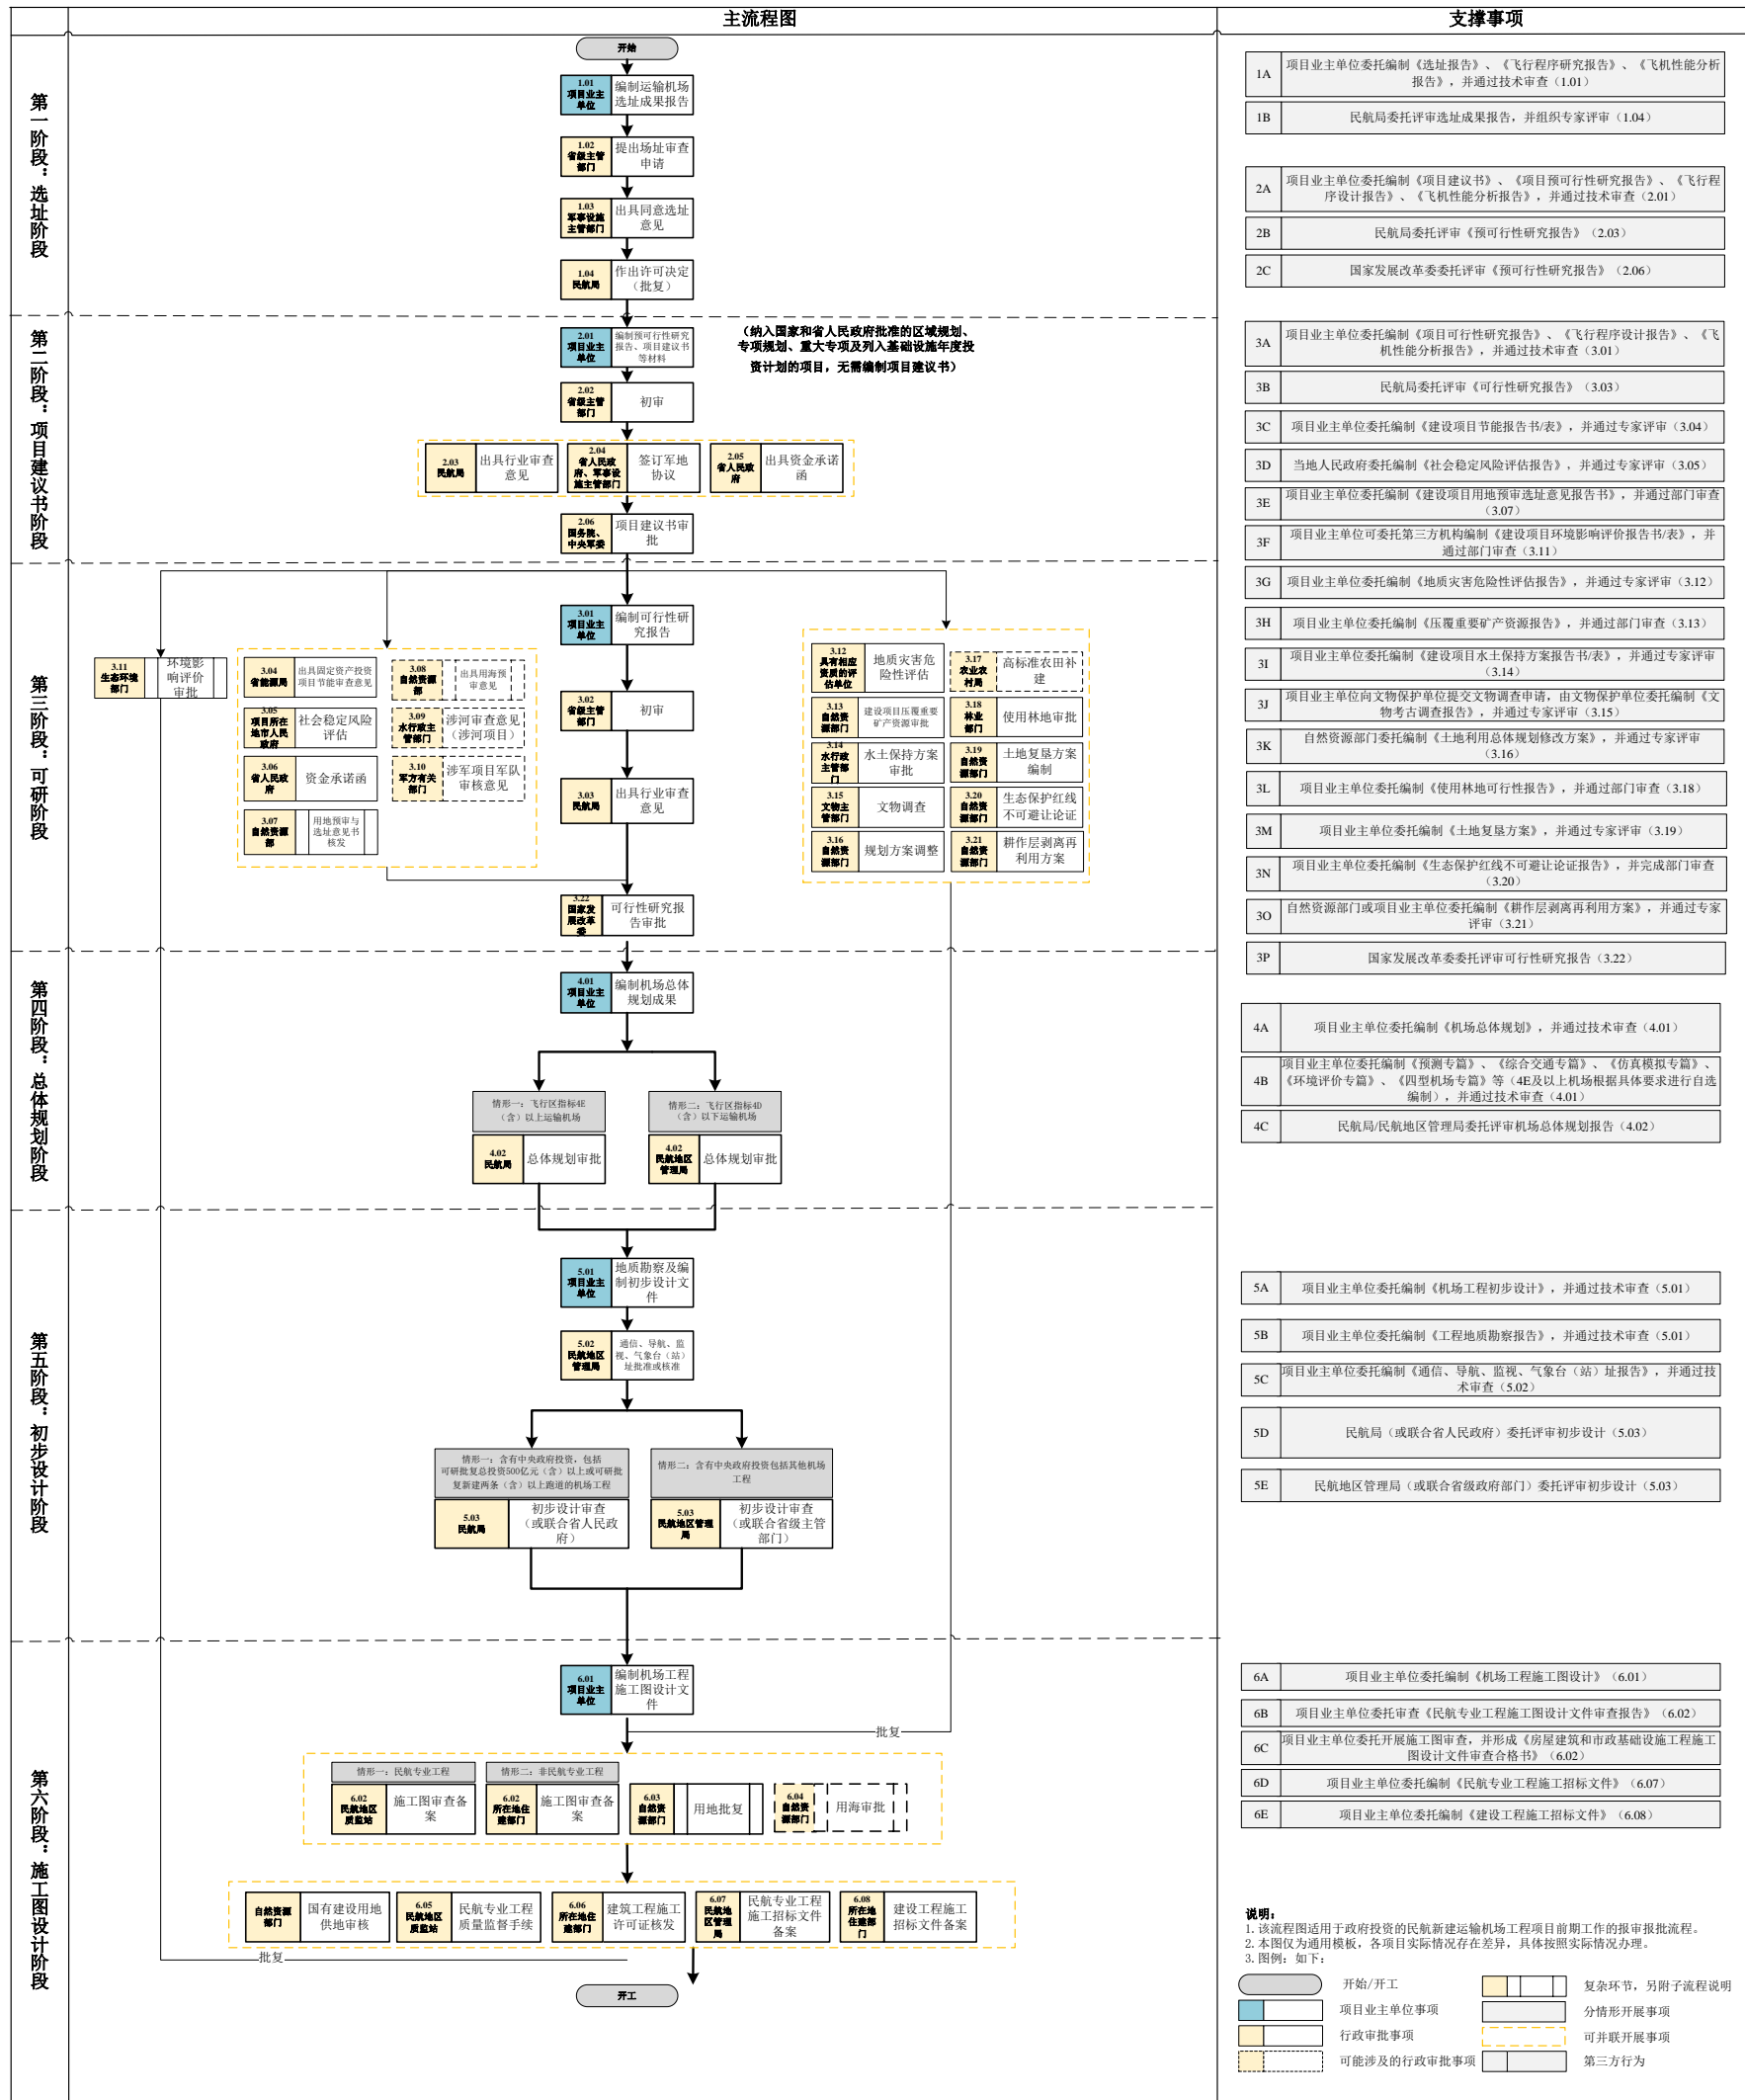 主流程图
支撑事项
第一阶段：选址阶段
开始
1.01
项目业主
单位
编制运输机场
选址成果报告
1.02
省级主管
部门
提出场址审查
申请
1.03
军事设施
主管部门
出具同意选址
意见
1.04
民航局
作出许可决定
（批复）
第二阶段：项目建议书阶段
2.01
项目业主
单位
编制预可行性研究
报告、项目建议书
等材料
（纳入国家和省人民政府批准的区域规划、
专项规划、重大专项及列入基础设施年度投
资计划的项目，无需编制项目建议书）
2.02
省级主管
部门
初审
2.03
民航局
出具行业审查
意见
2.04
省人民政
府、军事设
施主管部门
签订军地
协议
2.05
省人民政
府
出具资金承诺
函
2.06
国务院、
中央军委
项目建议书审
批
第三阶段：可研阶段
3.01
项目业主
单位
编制可行性研
究报告
3.02
省级主管
部门
初审
3.03
民航局
出具行业审查
意见
3.11
生态环境
部门
环境影
响评价
审批
3.04
省能源局
出具固定资产投资
项目节能审查意见
3.05
项目所在
地市人民
政府
社会稳定风险
评估
3.06
省人民政
府
资金承诺函
3.07
自然资源
部
用地预审与
选址意见书
核发
3.08
自然资源
部
出具用海预
审意见
3.09
水行政主
管部门
涉河审查意见
（涉河项目）
3.10
军方有关
部门
涉军项目军队
审核意见
3.12
具有相应
资质的评
估单位
地质灾害危
险性评估
3.13
自然资
源部门
建设项目压覆重要
矿产资源审批
3.14
水行政
主管部
门
水土保持方案
审批
3.15
文物主
管部门
文物调查
3.16
自然资
源部门
规划方案调整
3.17
农业农
村局
高标准农田补
建
3.18
林业
部门
使用林地审批
3.19
自然资
源部门
土地复垦方案
编制
3.20
自然资
源部门
生态保护红线
不可避让论证
3.21
自然资
源部门
耕作层剥离再
利用方案
3.22
国家发
展改革
委
可行性研究报
告审批
第四阶段：总体规划阶段
4.01
项目业主
单位
编制机场总体
规划成果
情形一：飞行区指标4E
（含）以上运输机场
4.02
民航局
总体规划审批
情形二：飞行区指标4D
（含）以下运输机场
4.02
民航地区
管理局
总体规划审批
第五阶段：初步设计阶段
5.01
项目业主
单位
地质勘察及编
制初步设计文
件
5.02
民航地区
管理局
通信、导航、监
视、气象台（站）
址批准或核准
情形一：含有中央政府投资，包括
可研批复总投资500亿元（含）以上或可研批
复新建两条（含）以上跑道的机场工程
5.03
民航局
初步设计审查
（或联合省人民政
府）
情形二：含有中央政府投资包括其他机场
工程
5.03
民航地区管理
局
初步设计审查
（或联合省级主管
部门）
第六阶段：施工图设计阶段
6.01
项目业主
单位
编制机场工程
施工图设计文
件
批复
情形一：民航专业工程
6.02
民航地区
质监站
施工图审查备
案
情形二：非民航专业工程
6.02
所在地住
建部门
施工图审查备
案
6.03
自然资
源部门
用地批复
6.04
自然资
源部门
用海审批
自然资源
部门
国有建设用地
供地审核
6.05
民航地区
质监站
民航专业工程
质量监督手续
6.06
所在地住
建部门
建筑工程施工
许可证核发
6.07
民航地
区管理
局
民航专业工程
施工招标文件
备案
6.08
所在地
住建部
门
建设工程施工
招标文件备案
批复
开工
1A
项目业主单位委托编制《选址报告》、《飞行程序研究报告》、《飞机性能分析
报告》，并通过技术审查（1.01）
1B
民航局委托评审选址成果报告，并组织专家评审（1.04）
2A
项目业主单位委托编制《项目建议书》、《项目预可行性研究报告》、《飞行程
序设计报告》、《飞机性能分析报告》，并通过技术审查（2.01）
2B
民航局委托评审《预可行性研究报告》（2.03）
2C
国家发展改革委委托评审《预可行性研究报告》（2.06）
3A
项目业主单位委托编制《项目可行性研究报告》、《飞行程序设计报告》、《飞
机性能分析报告》，并通过技术审查（3.01）
3B
民航局委托评审《可行性研究报告》（3.03）
3C
项目业主单位委托编制《建设项目节能报告书/表》，并通过专家评审（3.04）
3D
当地人民政府委托编制《社会稳定风险评估报告》，并通过专家评审（3.05）
3E
项目业主单位委托编制《建设项目用地预审选址意见报告书》，并通过部门审查
（3.07）
3F
项目业主单位可委托第三方机构编制《建设项目环境影响评价报告书/表》，并
通过部门审查（3.11）
3G
项目业主单位委托编制《地质灾害危险性评估报告》，并通过专家评审（3.12）
3H
项目业主单位委托编制《压覆重要矿产资源报告》，并通过部门审查（3.13）
3I
项目业主单位委托编制《建设项目水土保持方案报告书/表》，并通过专家评审
（3.14）
3J
项目业主单位向文物保护单位提交文物调查申请，由文物保护单位委托编制《文
物考古调查报告》，并通过专家评审（3.15）
3K
自然资源部门委托编制《土地利用总体规划修改方案》，并通过专家评审
（3.16）
3L
项目业主单位委托编制《使用林地可行性报告》，并通过部门审查（3.18）
3M
项目业主单位委托编制《土地复垦方案》，并通过专家评审（3.19）
3N
项目业主单位委托编制《生态保护红线不可避让论证报告》，并完成部门审查
（3.20）
3O
自然资源部门或项目业主单位委托编制《耕作层剥离再利用方案》，并通过专家
评审（3.21）
3P
国家发展改革委委托评审可行性研究报告（3.22）
4A
项目业主单位委托编制《机场总体规划》，并通过技术审查（4.01）
4B
项目业主单位委托编制《预测专篇》、《综合交通专篇》、《仿真模拟专篇》、
《环境评价专篇》、《四型机场专篇》等（4E及以上机场根据具体要求进行自选
编制），并通过技术审查（4.01）
4C
民航局/民航地区管理局委托评审机场总体规划报告（4.02）
5A
项目业主单位委托编制《机场工程初步设计》，并通过技术审查（5.01）
5B
项目业主单位委托编制《工程地质勘察报告》，并通过技术审查（5.01）
5C
项目业主单位委托编制《通信、导航、监视、气象台（站）址报告》，并通过技
术审查（5.02）
5D
民航局（或联合省人民政府）委托评审初步设计（5.03）
5E
民航地区管理局（或联合省级政府部门）委托评审初步设计（5.03）
6A
项目业主单位委托编制《机场工程施工图设计》（6.01）
6B
项目业主单位委托审查《民航专业工程施工图设计文件审查报告》（6.02）
6C
项目业主单位委托开展施工图审查，并形成《房屋建筑和市政基础设施工程施工
图设计文件审查合格书》（6.02）
6D
项目业主单位委托编制《民航专业工程施工招标文件》（6.07）
6E
项目业主单位委托编制《建设工程施工招标文件》（6.08）
说明：
1. 该流程图适用于政府投资的民航新建运输机场工程项目前期工作的报审报批流程。
2. 本图仅为通用模板，各项目实际情况存在差异，具体按照实际情况办理。
3. 图例：如下：
开始/开工
复杂环节，另附子流程说明
项目业主单位事项
分情形开展事项
行政审批事项
可并联开展事项
可能涉及的行政审批事项
第三方行为